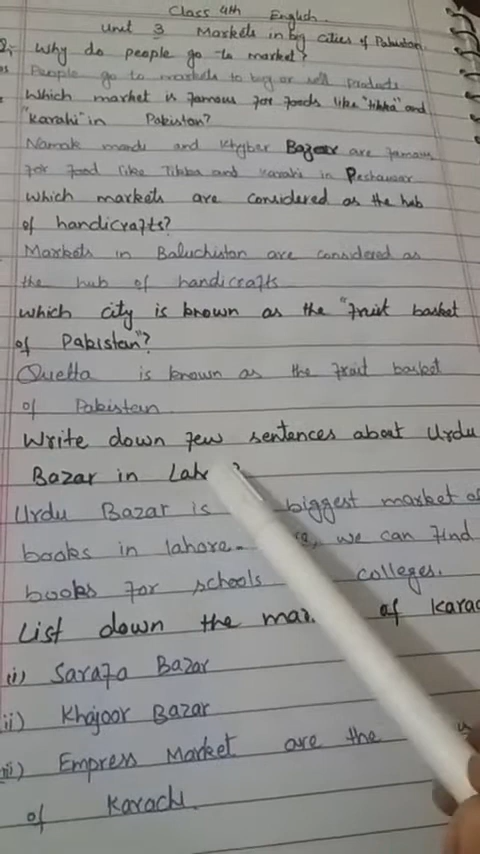 Class 4th English
Unit 3 Markets in big cities of Pakistan
Why do people go to market?
People go to markets to buy or sell products
Which market is famous for foods like "tikka" and
"Karahi" in Pakistan?
Namak mandi and Khyber Bazaar are famous
for food like Tikka and Karahi in Peshawar
Which markets are considered as the hub
of handicrafts?
Markets in Baluchistan are considered as
the hub of handicrafts
Which city is known as the "fruit basket
of Pakistan"?
Quetta is known as the fruit basket
of Pakistan
Write down few sentences about Urdu
Bazar in
Urdu Bazar is biggest market of
books in lahore. we can find
books for schools colleges.
List down the of
(i) Sarafa Bazar
ii) Khajoor Bazar
iii) Empress Market are the
of Karachi.